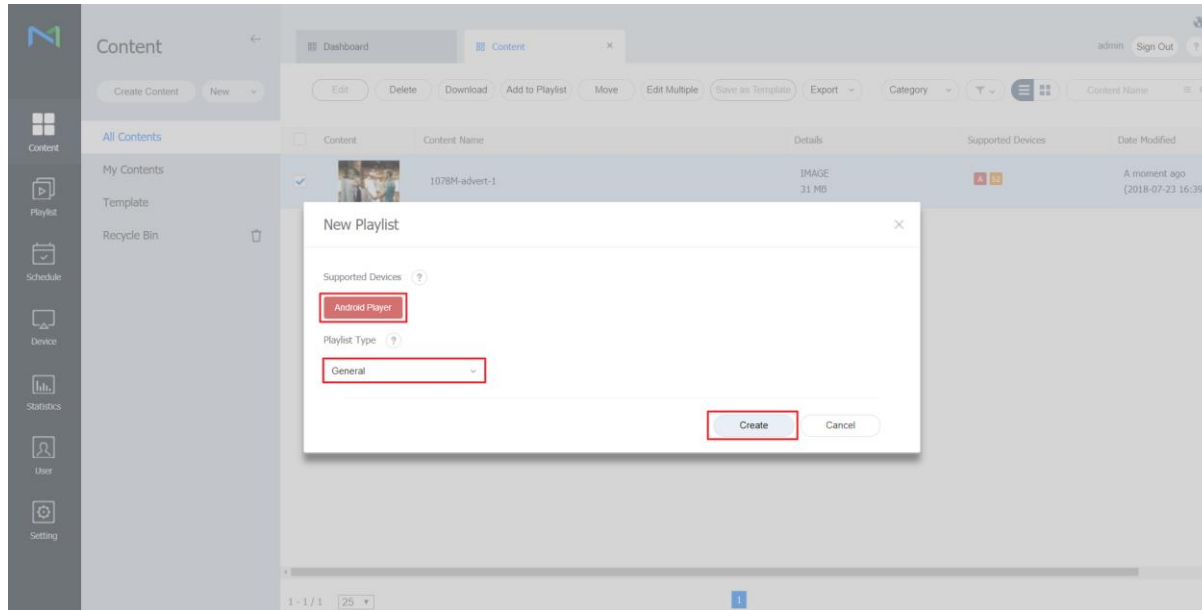 Content
Playlist
Schedule
Device
Statistics
User
Setting
Content
Create Content New
All Contents
My Contents
Template
Recycle Bin
Dashboard Content
admin Sign Out ?
Edit Delete Download Add to Playlist Move Edit Multiple Save as Template Export Category Content Name
Content Content Name Details Supported Devices Date Modified
1078M-advert-1 IMAGE A S2 A moment ago
31 MB (2018-07-23 16:39
New Playlist
Supported Devices ?
Android Player
Playlist Type ?
General
Create Cancel
1 - 1 / 1 25 1